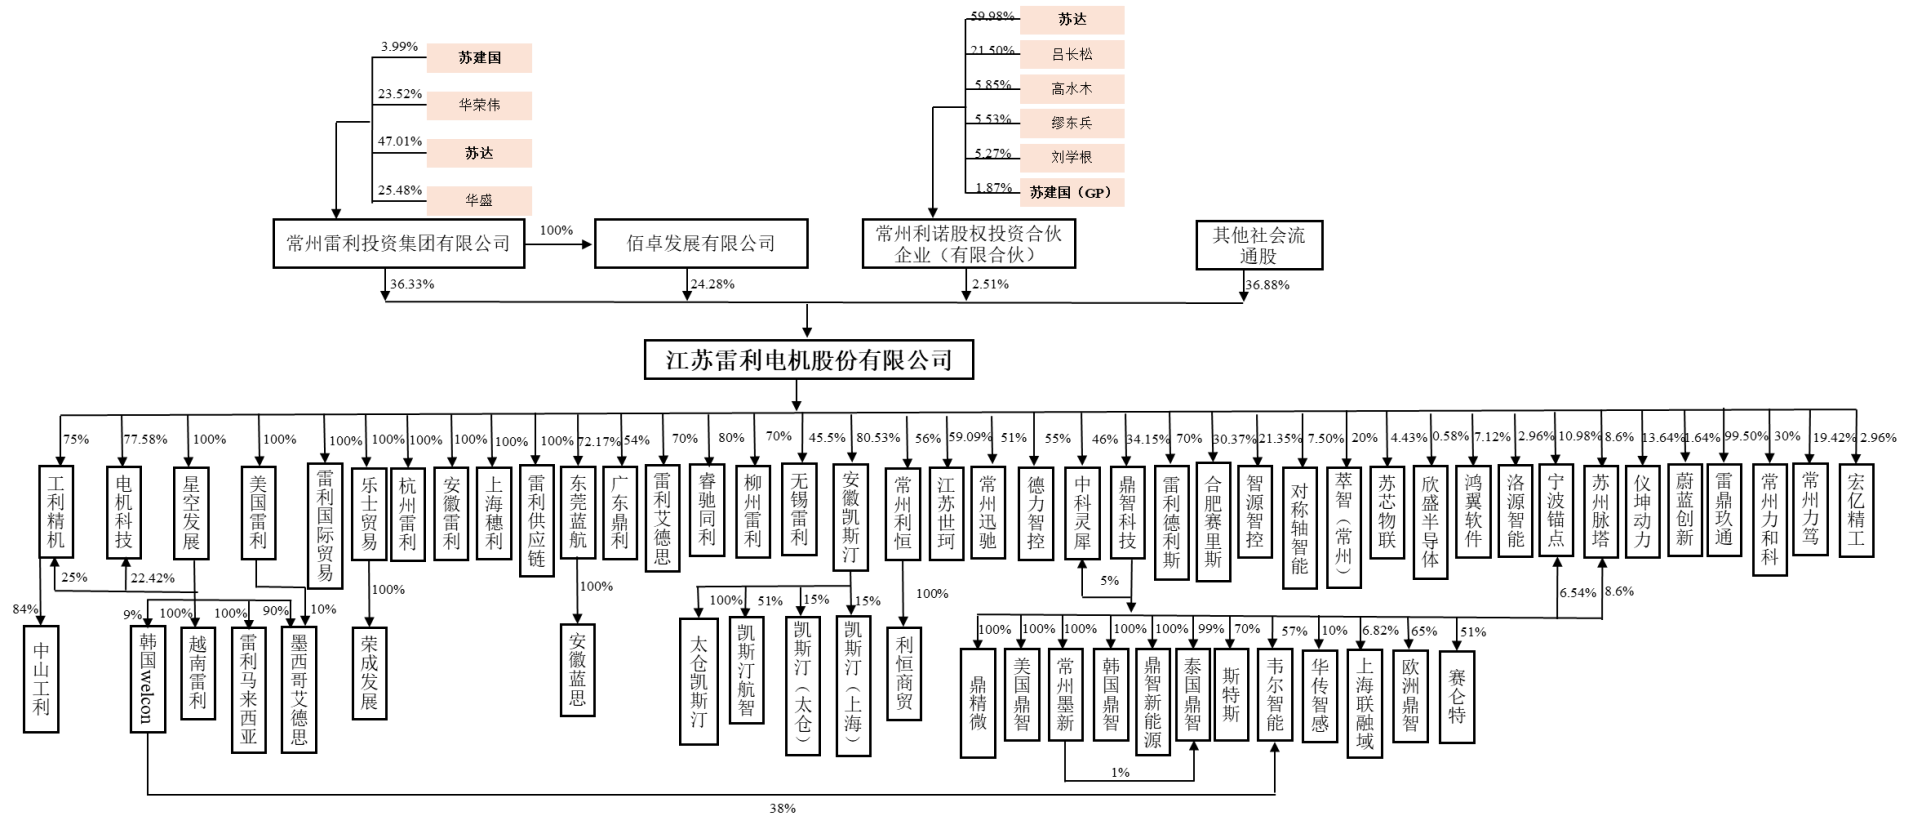 3.99%
苏建国
23.52%
华荣伟
47.01%
苏达
25.48%
华盛
59.98%
苏达
21.50%
吕长松
5.85%
高水木
5.53%
缪东兵
5.27%
刘学根
1.87%
苏建国（GP）
常州雷利投资集团有限公司
100%
佰卓发展有限公司
常州利诺股权投资合伙
企业（有限合伙）
其他社会流
通股
36.33%
24.28%
2.51%
36.88%
江苏雷利电机股份有限公司
75%
77.58%
100%
100%
100%
100%
100%
100%
100%
100%
72.17%
54%
70%
80%
70%
45.5%
80.53%
56%
59.09%
51%
55%
46%
34.15%
70%
30.37%
21.35%
7.50%
20%
4.43%
0.58%
7.12%
2.96%
10.98%
8.6%
13.64%
1.64%
99.50%
30%
19.42%
2.96%
工利精机
电机科技
星空发展
美国雷利
雷利国际贸易
乐士贸易
杭州雷利
安徽雷利
上海穗利
雷利供应链
东莞蓝航
广东鼎利
雷利艾德思
睿驰同利
柳州雷利
无锡雷利
安徽凯斯汀
常州利恒
江苏世珂
常州迅驰
德力智控
中科灵犀
鼎智科技
雷利德利斯
合肥赛里斯
智源智控
对称轴智能
萃智（常州）
苏芯物联
欣盛半导体
鸿翼软件
洛源智能
宁波锚点
苏州脉塔
仪坤动力
蔚蓝创新
雷鼎玖通
常州力和科
常州力笃
宏亿精工
25%
22.42%
84%
9%
100%
100%
90%
10%
100%
100%
100%
51%
15%
15%
100%
5%
6.54%
8.6%
中山工利
韩国welcon
越南雷利
雷利马来西亚
墨西哥艾德思
荣成发展
安徽蓝思
太仓凯斯汀
凯斯汀航智
凯斯汀（太仓）
凯斯汀（上海）
利恒商贸
100%
100%
100%
100%
100%
99%
70%
57%
10%
6.82%
65%
51%
鼎精微
美国鼎智
常州墨新
韩国鼎智
鼎智新能源
泰国鼎智
斯特斯
韦尔智能
华传智感
上海联融域
欧洲鼎智
赛仑特
1%
38%